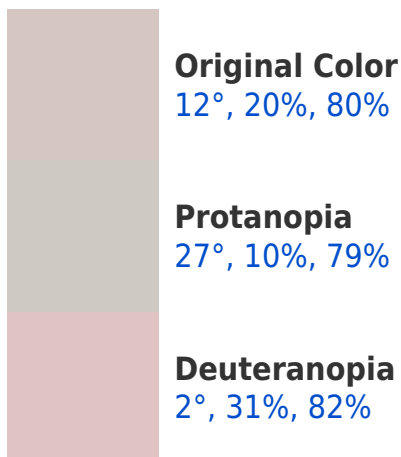 Original Color
12°, 20%, 80%
Protanopia
27°, 10%, 79%
Deuteranopia
2°, 31%, 82%